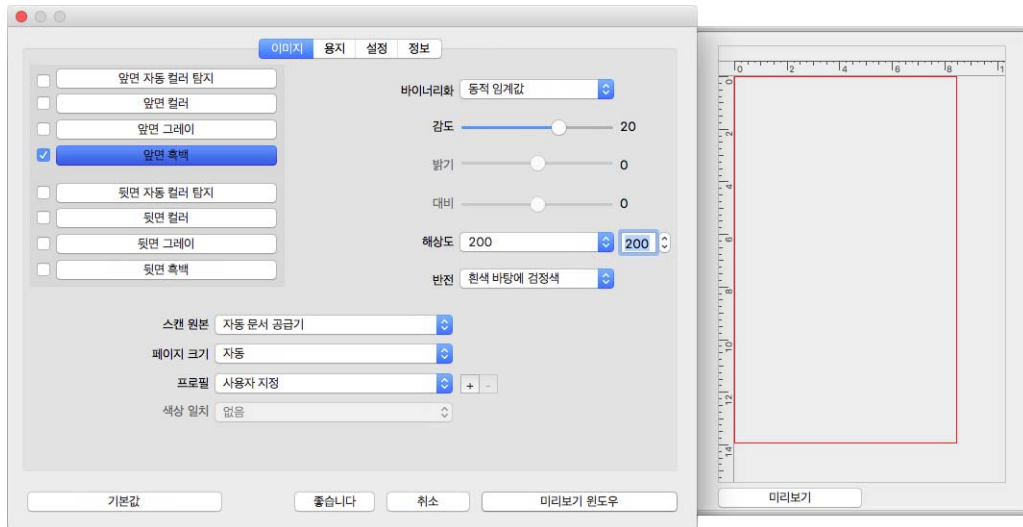 이미지 용지 설정 정보
앞면 자동 컬러 탐지
앞면 컬러
앞면 그레이
앞면 흑백
뒷면 자동 컬러 탐지
뒷면 컬러
뒷면 그레이
뒷면 흑백
바이너리화 동적 임계값
감도 20
밝기 0
대비 0
해상도 200 200
반전 흰색 바탕에 검정색
스캔 원본 자동 문서 공급기
페이지 크기 자동
프로필 사용자 지정 + -
색상 일치 없음
기본값 좋습니다 취소 미리보기 윈도우
0 2 4 6 8 1
0
2
4
6
8
10
12
14
미리보기